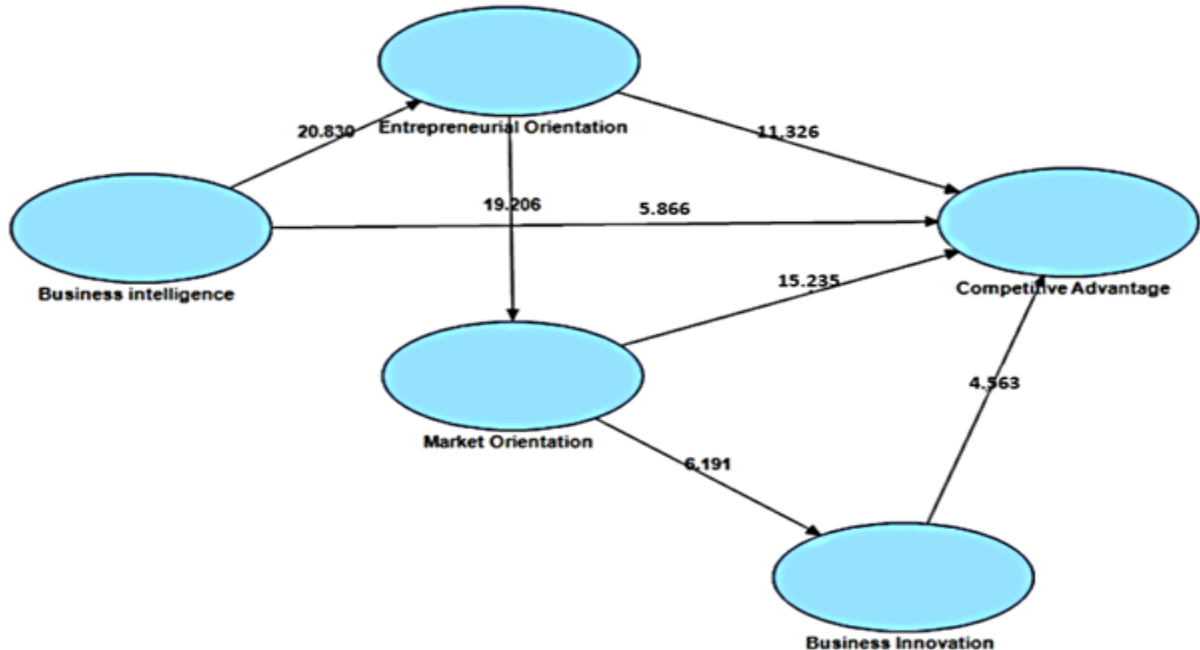 20.830
Entrepreneurial Orientation
11.326
19.206
5.866
Business intelligence
15.235
Competitive Advantage
4.563
Market Orientation
6.191
Business Innovation